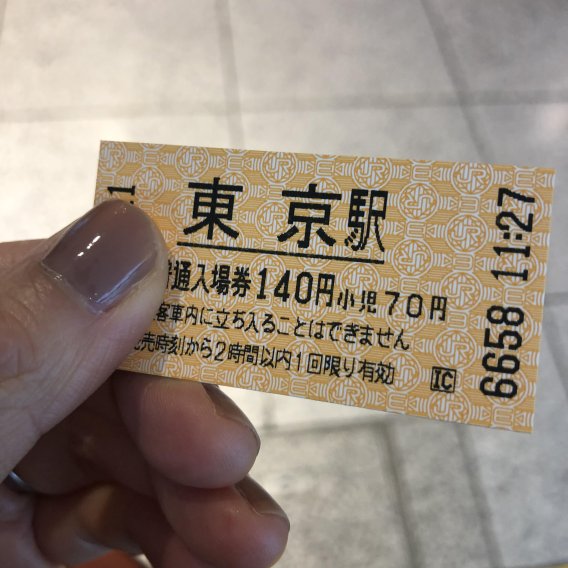 東京駅
普通入場券140円小児70円
客車内に立ち入ることはできません
発売時刻から2時間以内1回限り有効
IC
6658 11:27